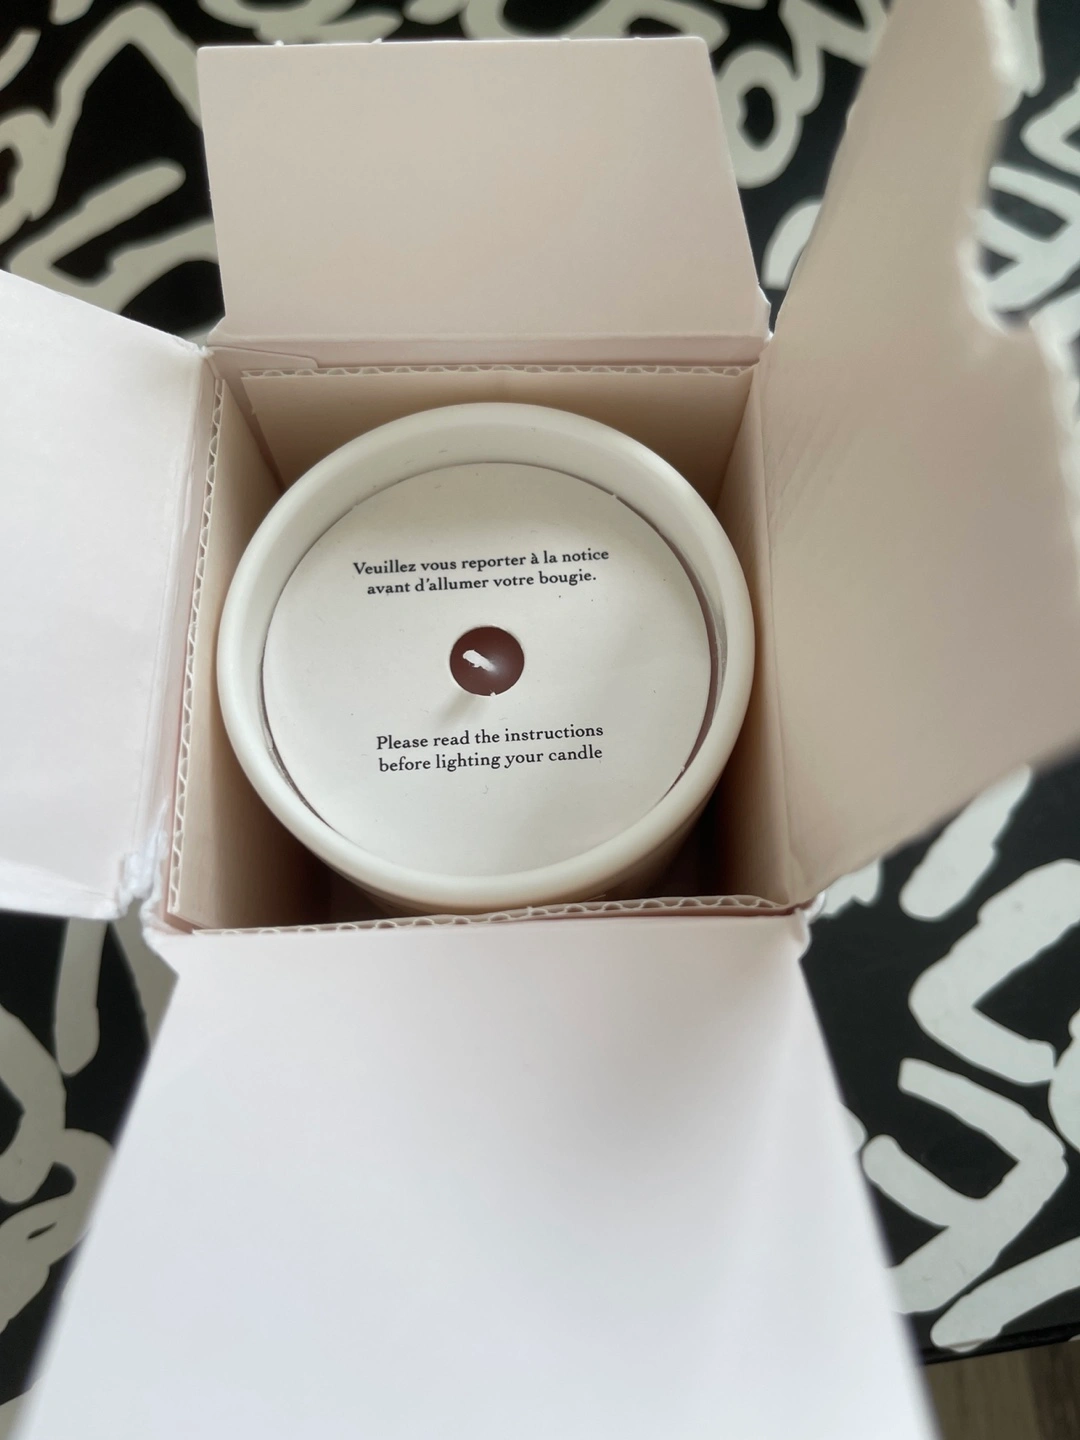 Veuillez vous reporter à la notice
avant d'allumer votre bougie.
Please read the instructions
before lighting your candle